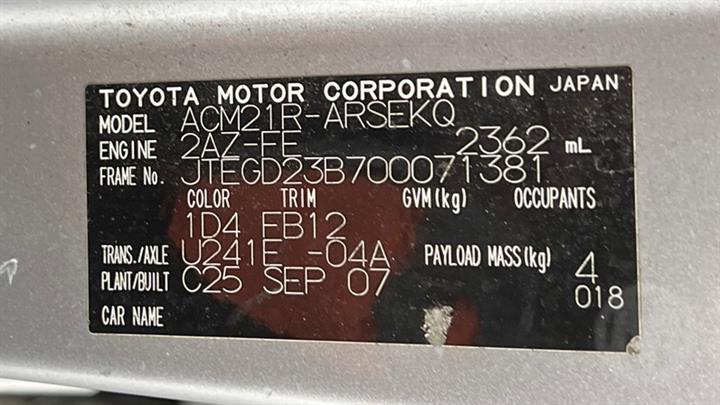 TOYOTA MOTOR CORPORATION JAPAN
MODEL ACM21R-ARSEKQ
ENGINE 2AZ-FE 2362 mL
FRAME No. JTEGD23B700071381
COLOR TRIM GVM(kg) OCCUPANTS
1D4 FB12
TRANS./AXLE U241E -04A PAYLOAD MASS(kg) 4
PLANT/BUILT C25 SEP 07 018
CAR NAME